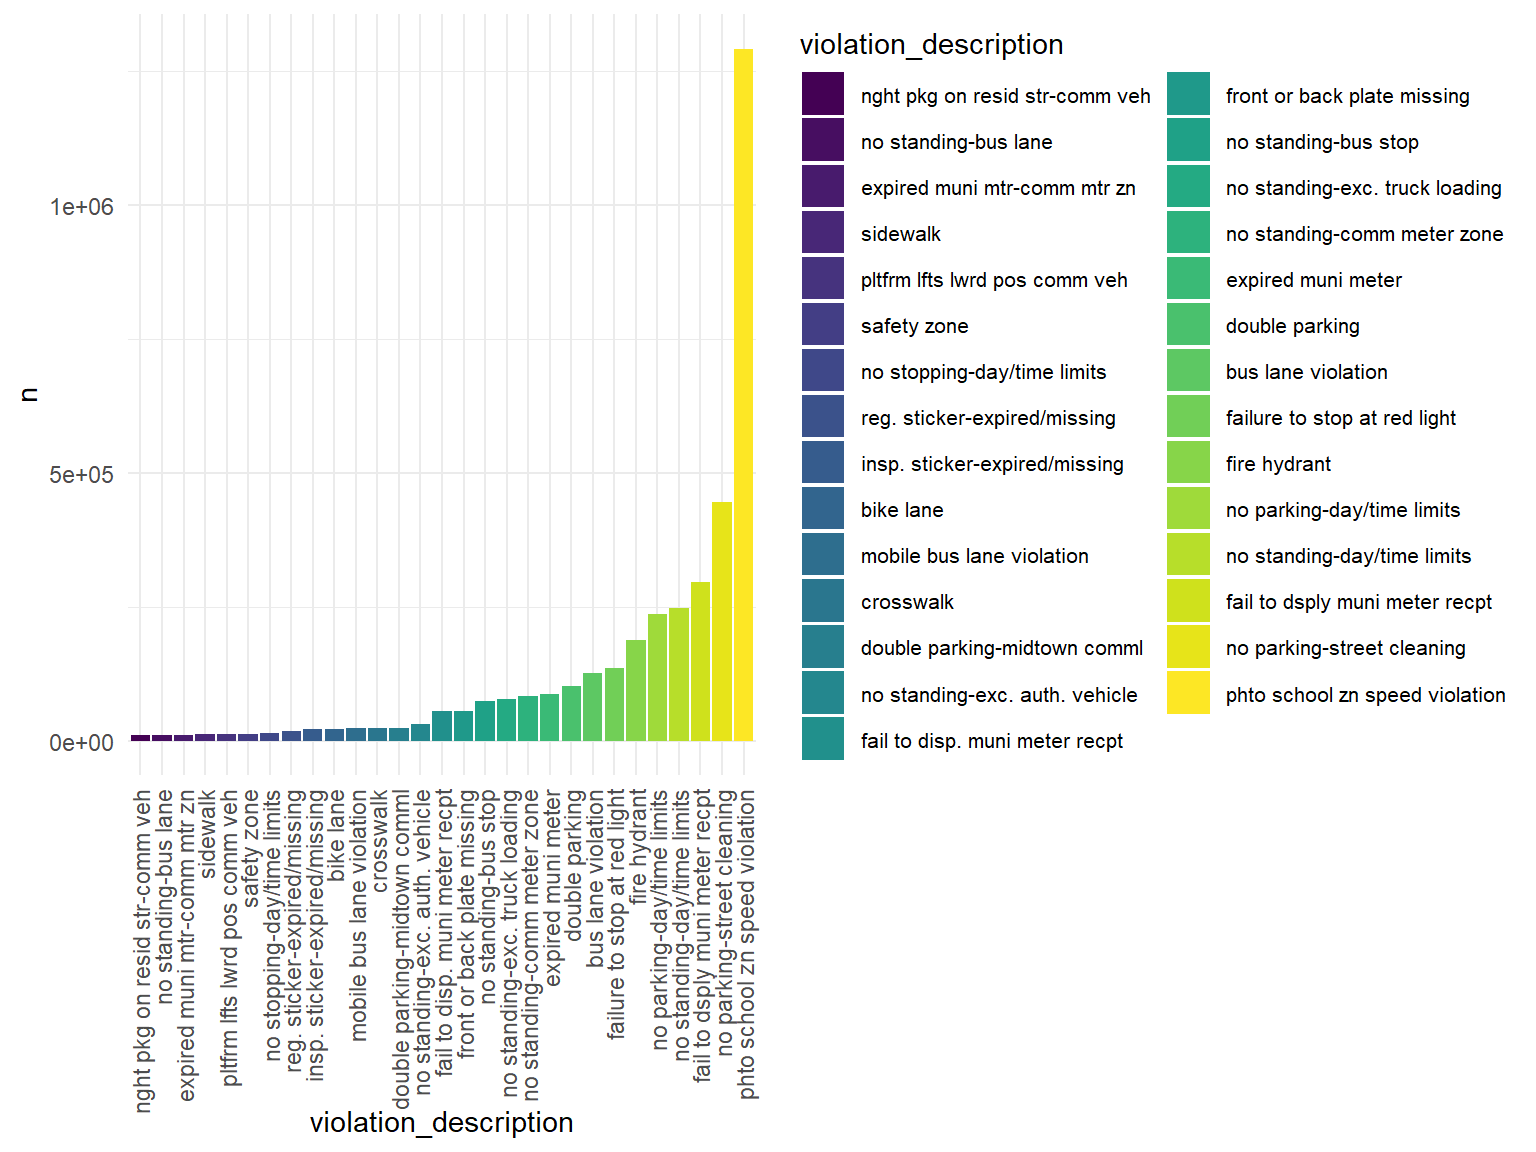 n
1e+06
5e+05
0e+00
nght pkg on resid str-comm veh
no standing-bus lane
expired muni mtr-comm mtr zn
sidewalk
pltfrm lfts lwrd pos comm veh
safety zone
no stopping-day/time limits
reg. sticker-expired/missing
insp. sticker-expired/missing
bike lane
mobile bus lane violation
crosswalk
double parking-midtown comml
no standing-exc. auth. vehicle
fail to disp. muni meter recpt
front or back plate missing
no standing-bus stop
no standing-exc. truck loading
no standing-comm meter zone
expired muni meter
double parking
bus lane violation
failure to stop at red light
fire hydrant
no parking-day/time limits
no standing-day/time limits
fail to dsply muni meter recpt
no parking-street cleaning
phto school zn speed violation
violation_description
violation_description
nght pkg on resid str-comm veh
no standing-bus lane
expired muni mtr-comm mtr zn
sidewalk
pltfrm lfts lwrd pos comm veh
safety zone
no stopping-day/time limits
reg. sticker-expired/missing
insp. sticker-expired/missing
bike lane
mobile bus lane violation
crosswalk
double parking-midtown comml
no standing-exc. auth. vehicle
fail to disp. muni meter recpt
front or back plate missing
no standing-bus stop
no standing-exc. truck loading
no standing-comm meter zone
expired muni meter
double parking
bus lane violation
failure to stop at red light
fire hydrant
no parking-day/time limits
no standing-day/time limits
fail to dsply muni meter recpt
no parking-street cleaning
phto school zn speed violation